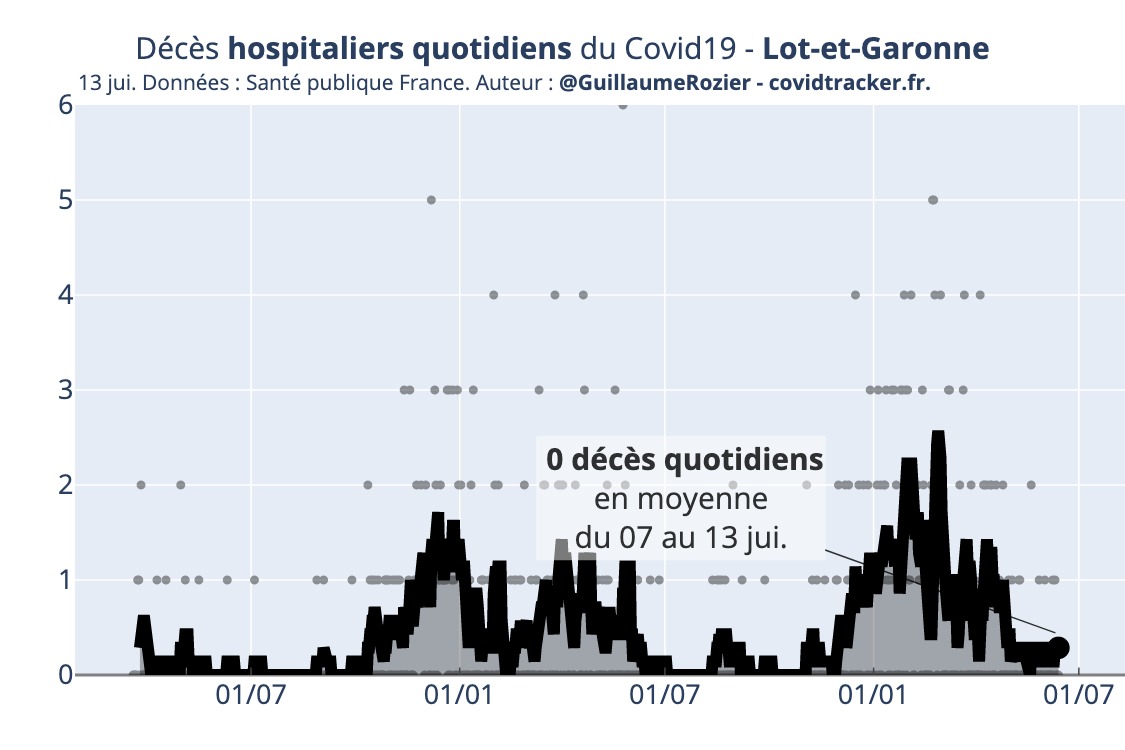 Décès hospitaliers quotidiens du Covid19 - Lot-et-Garonne
13 jui. Données : Santé publique France. Auteur : @GuillaumeRozier - covidtracker.fr.
6
5
4
3
2
1
0
0 décès quotidiens
en moyenne
du 07 au 13 jui.
01/07 01/01 01/07 01/01 01/07